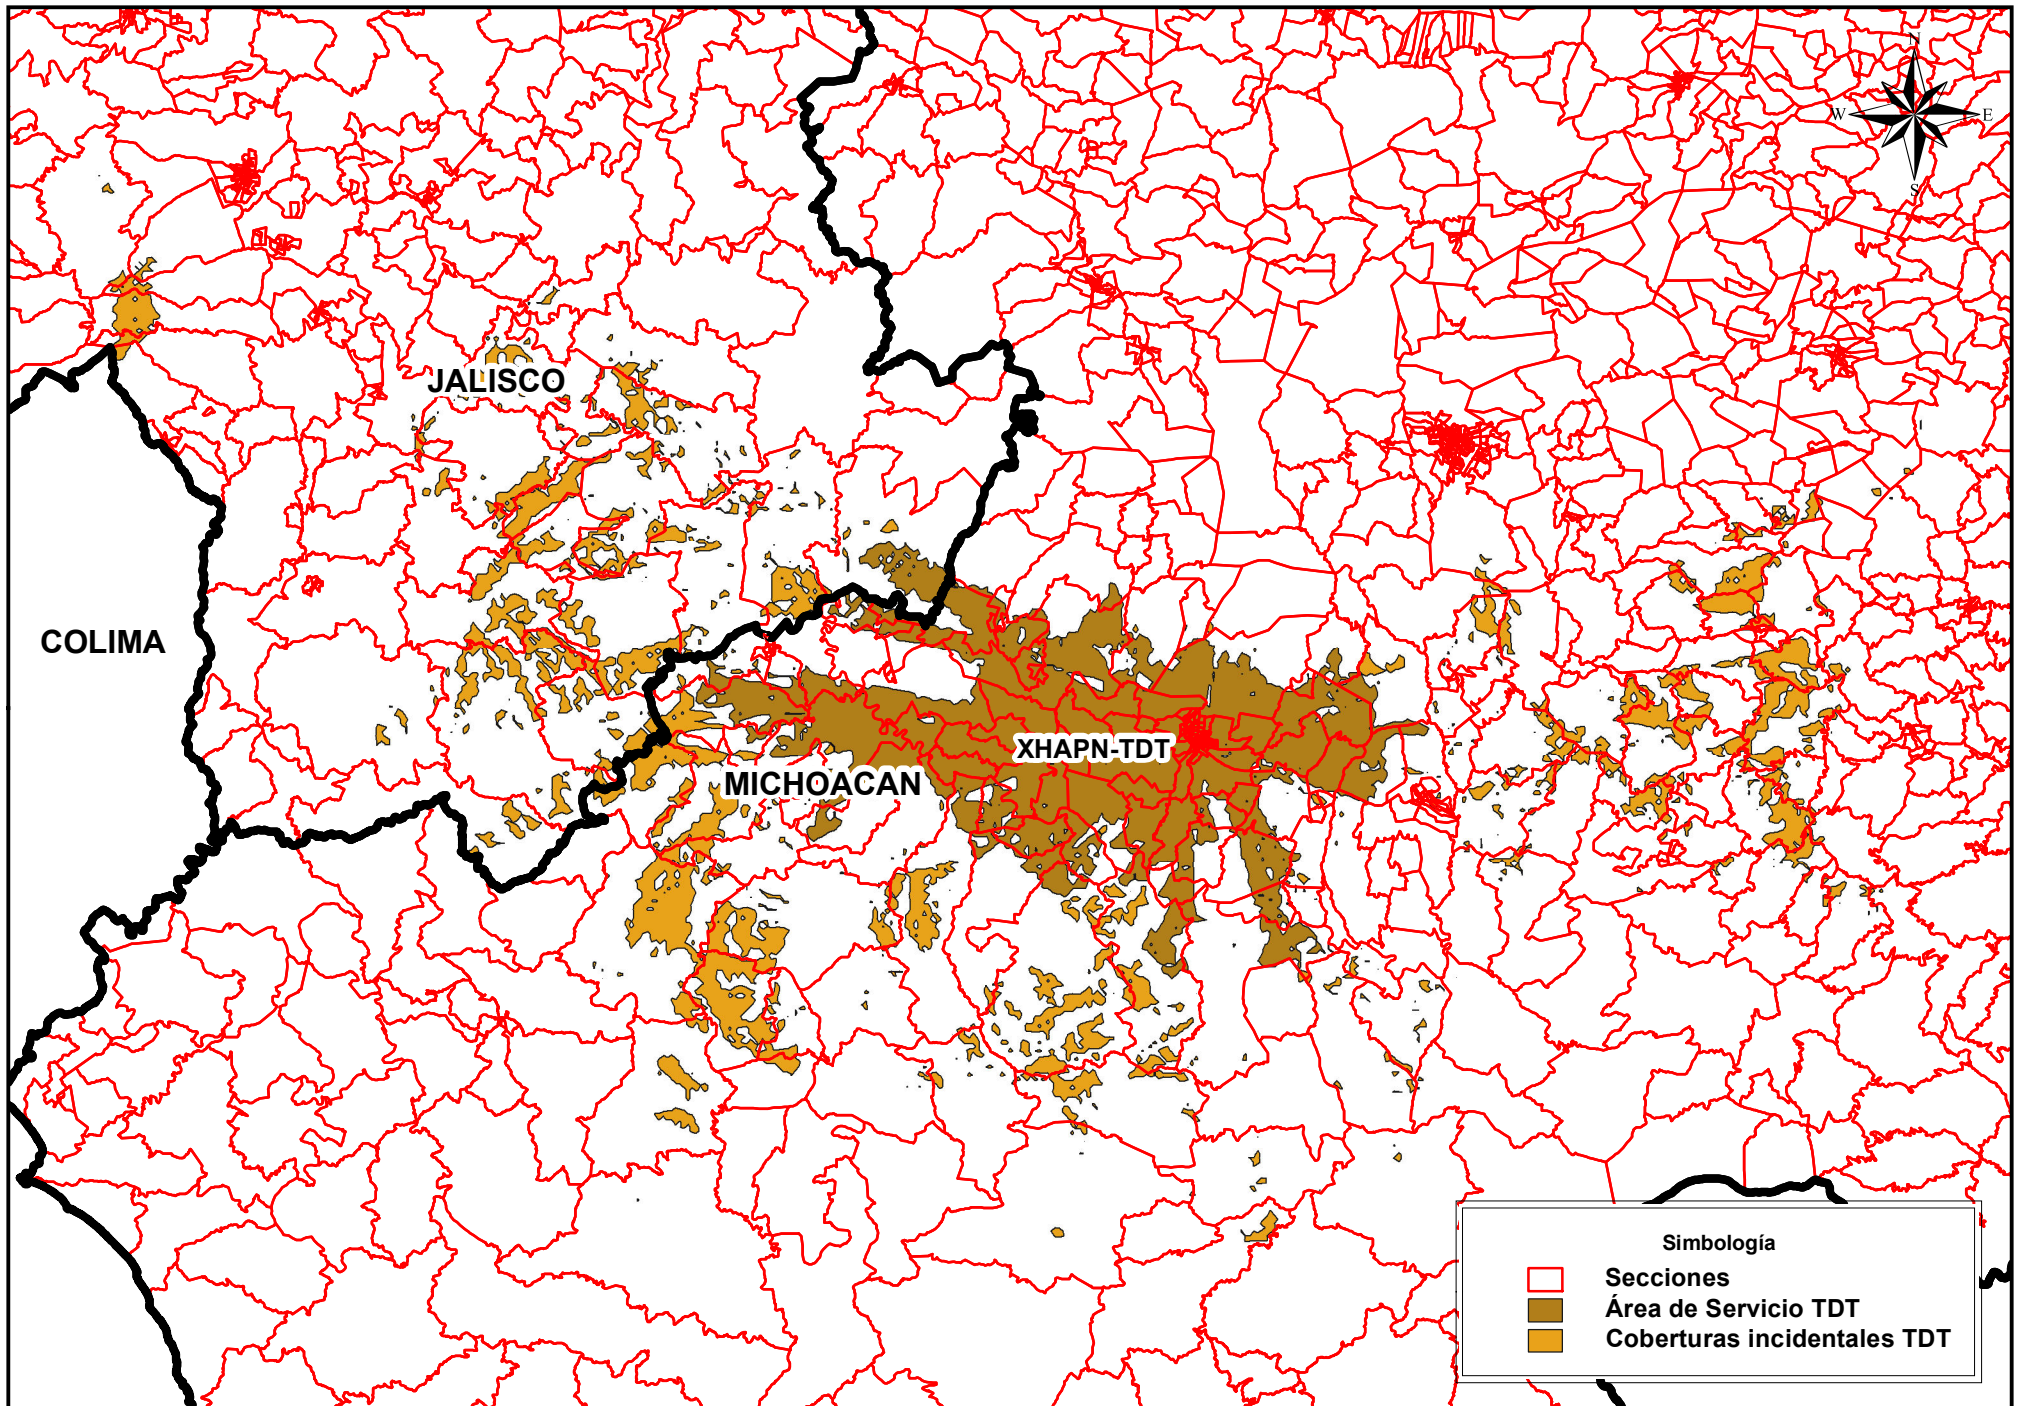 N
W E
S
JALISCO
COLIMA
XHAPN-TDT
MICHOACAN
Simbología
Secciones
Área de Servicio TDT
Coberturas incidentales TDT